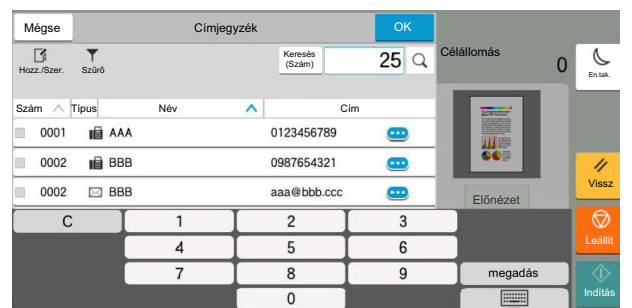 Mégse
Címjegyzék
OK
Hozz./Szer.
Szűrő
Keresés
(Szám)
25
Célállomás
0
En.tak.
Szám Típus Név Cím
0001 AAA 0123456789
0002 BBB 0987654321
0002 BBB aaa@bbb.ccc
Előnézet
Vissz
C 1 2 3
4 5 6
7 8 9
0
megadás
Leállít
Indítás